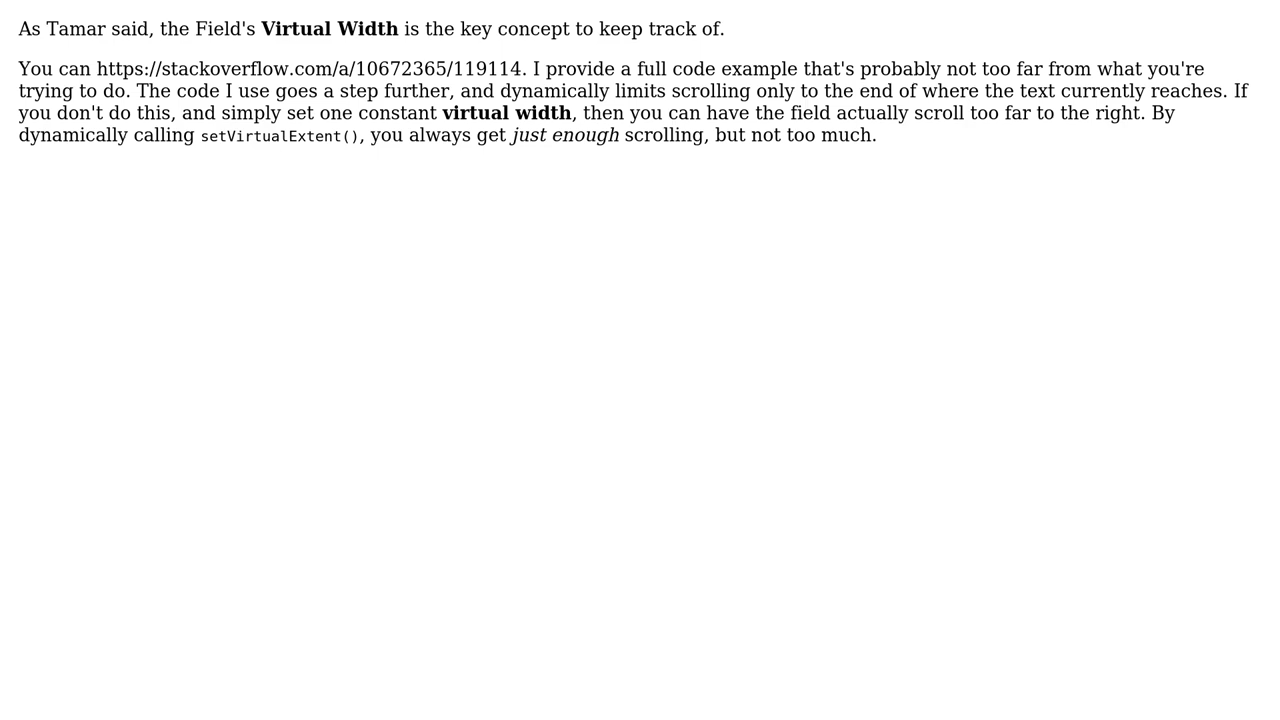 As Tamar said, the Field's Virtual Width is the key concept to keep track of.
You can https://stackoverflow.com/a/10672365/119114. I provide a full code example that's probably not too far from what you're
trying to do. The code I use goes a step further, and dynamically limits scrolling only to the end of where the text currently reaches. If
you don't do this, and simply set one constant virtual width, then you can have the field actually scroll too far to the right. By
dynamically calling setVirtualExtent(), you always get just enough scrolling, but not too much.